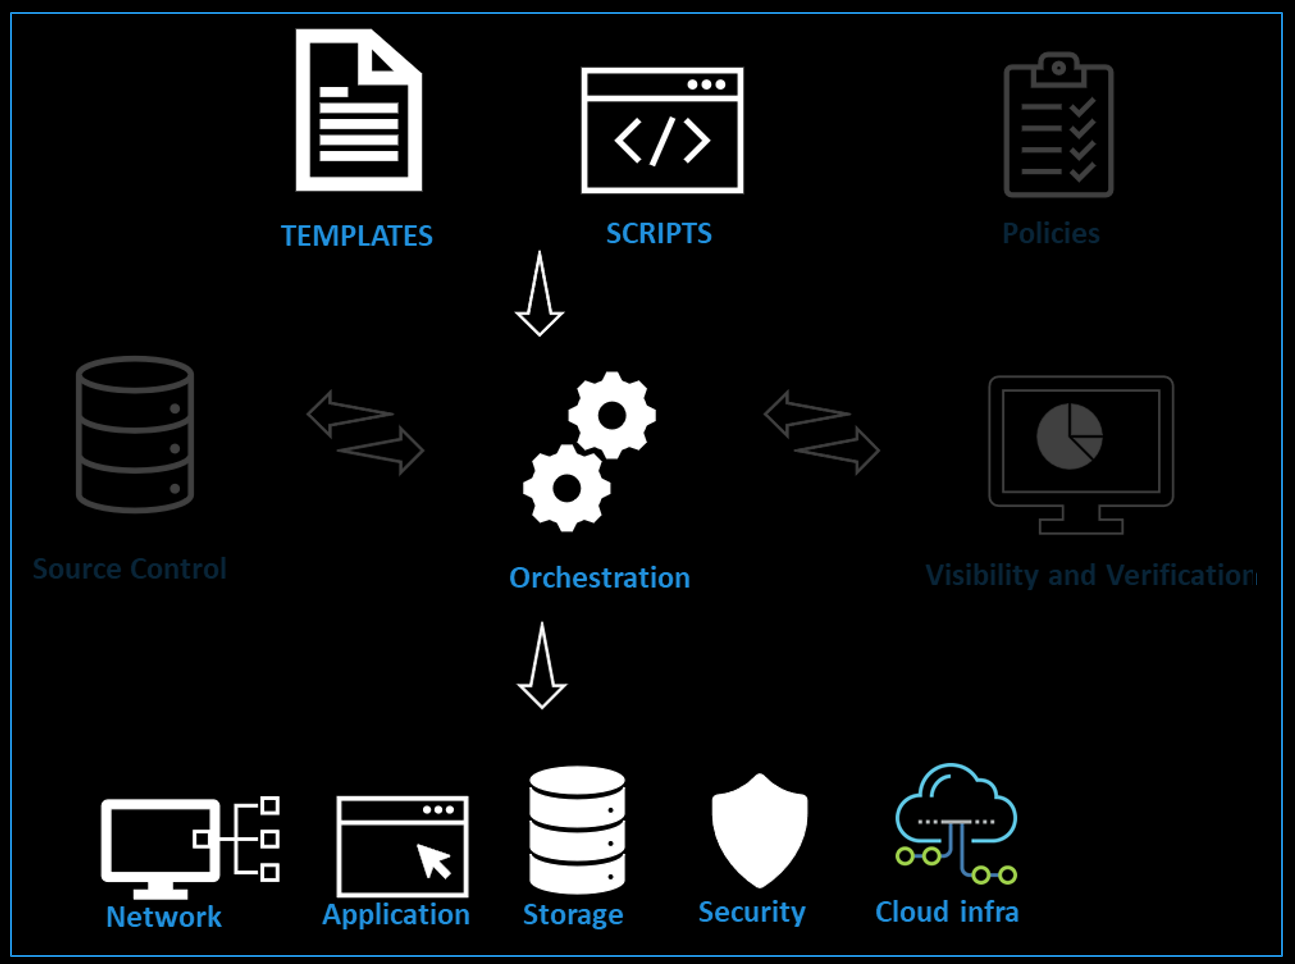 TEMPLATES
SCRIPTS
Policies
Source Control
Orchestration
Visibility and Verification
Network
Application
Storage
Security
Cloud infra